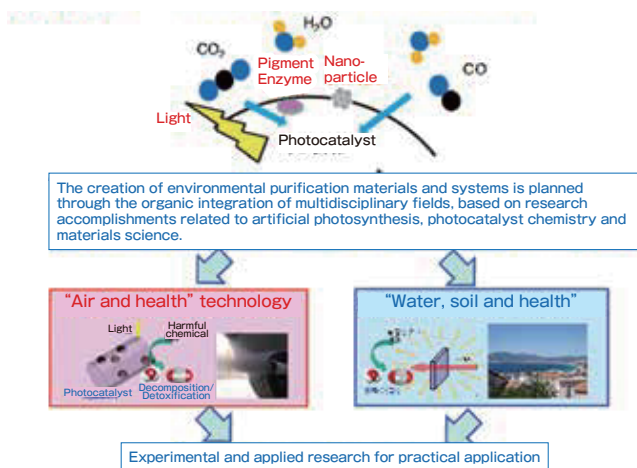 H₂O
CO₂
Pigment Nano-
Enzyme particle
CO
Light
Photocatalyst
The creation of environmental purification materials and systems is planned
through the organic integration of multidisciplinary fields, based on research
accomplishments related to artificial photosynthesis, photocatalyst chemistry and
materials science.
“Air and health” technology
Light
Harmful
chemical
Photocatalyst
Decomposition/
Detoxification
“Water, soil and health”
Experimental and applied research for practical application